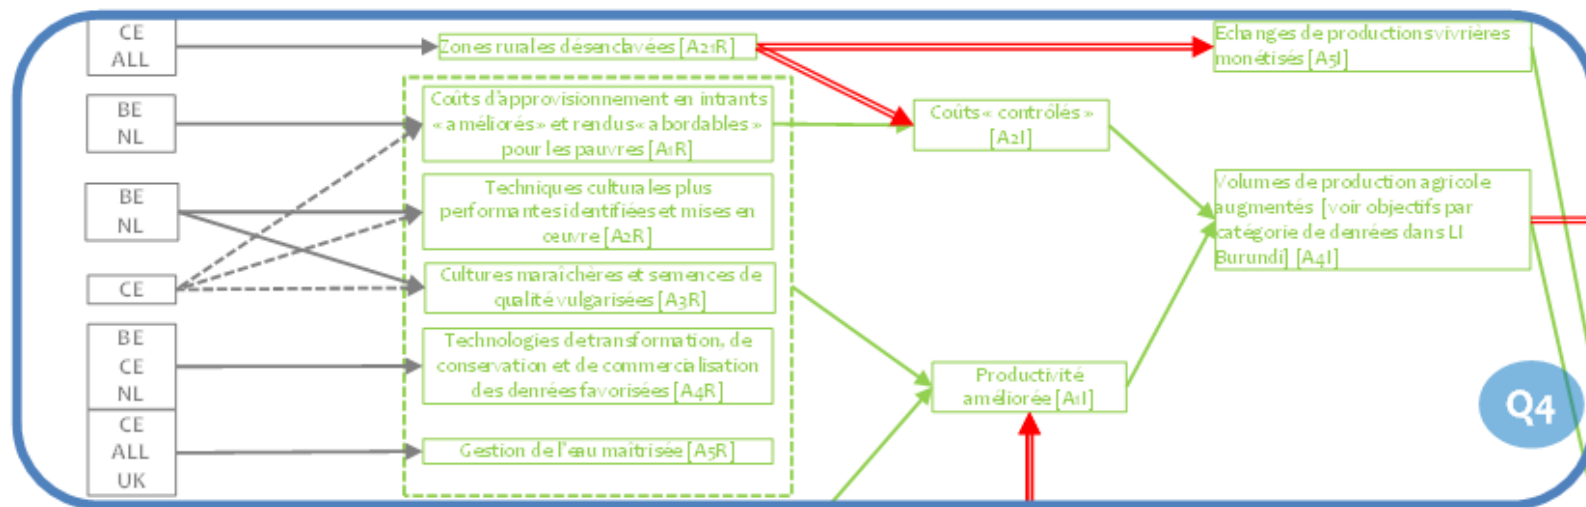 CE
ALL
Zones rurales désenclavées [A21R]
Echanges de productions vivrières
monétisés [A5I]
BE
NL
Coûts d'approvisionnement en intrants
« améliorés » et rendus « abordables »
pour les pauvres [A1R]
Coûts « contrôlés »
[A2I]
BE
NL
Techniques culturales plus
performantes identifiées et mises en
œuvre [A2R]
Volumes de production agricole
augmentés [voir objectifs par
catégorie de denrées dans LI
Burundi] [A4I]
CE
Cultures maraîchères et semences de
qualité vulgarisées [A3R]
BE
CE
NL
Technologies de transformation, de
conservation et de commercialisation
des denrées favorisées [A4R]
Productivité
améliorée [A1I]
Q4
CE
ALL
UK
Gestion de l'eau maîtrisée [A5R]